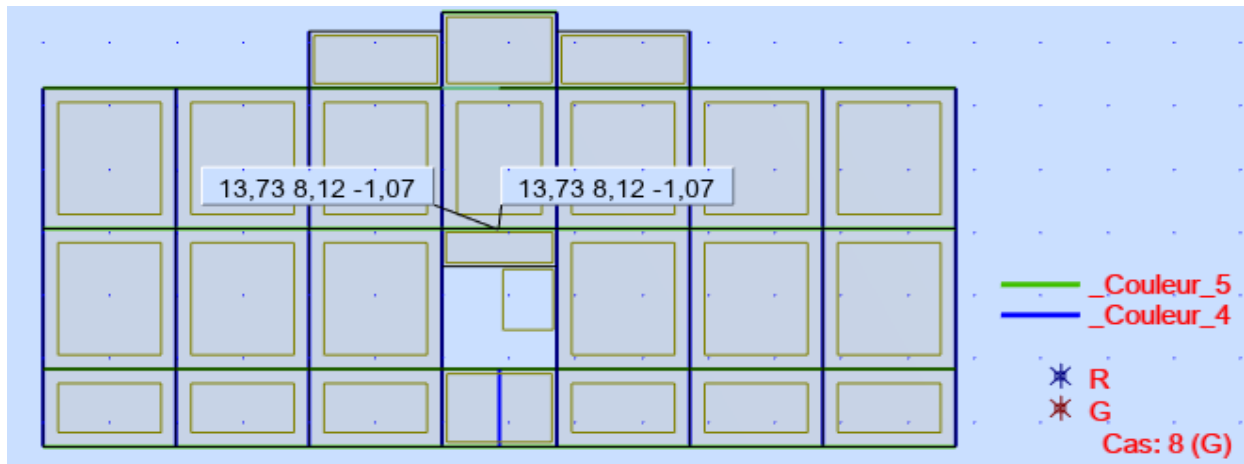 13,73 8,12 -1,07
13,73 8,12 -1,07
_Couleur_5
_Couleur_4
R
G
Cas: 8 (G)